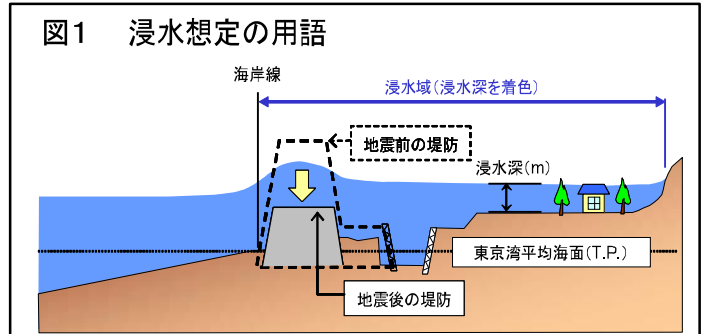 図1 浸水想定の用語
海岸線
浸水域(浸水深を着色)
地震前の堤防
浸水深(m)
東京湾平均海面(T.P.)
地震後の堤防